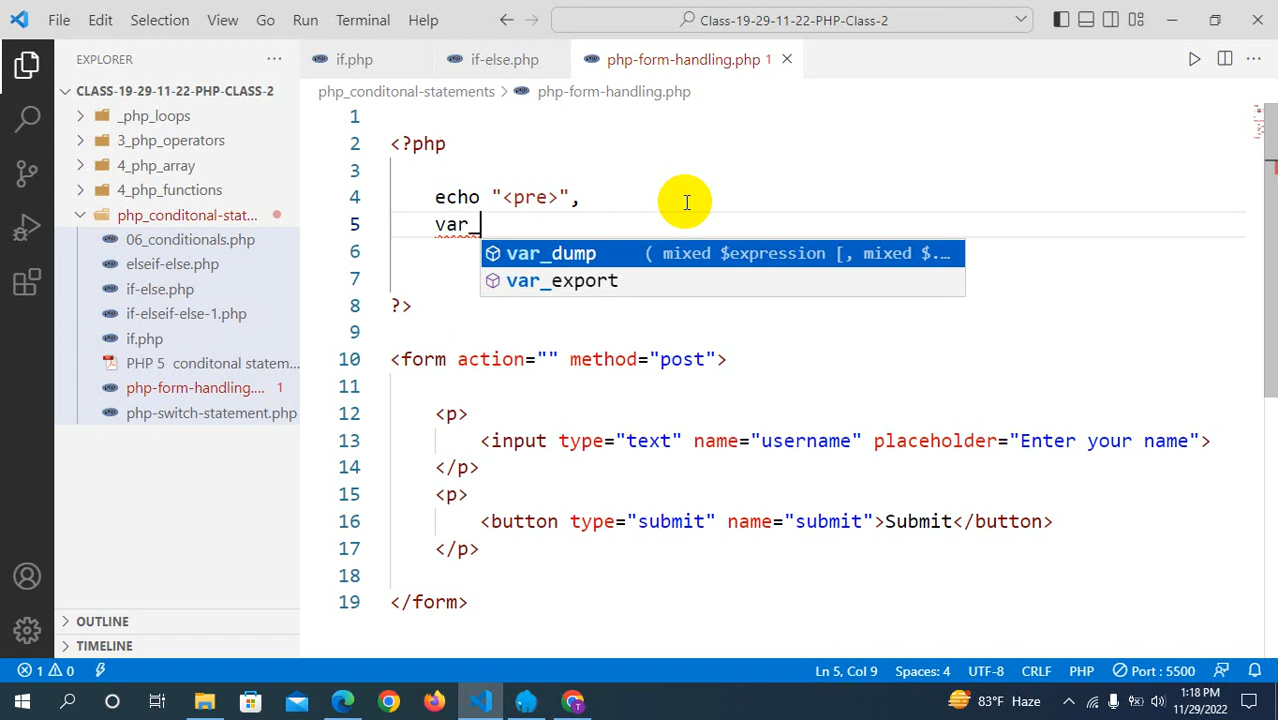 File Edit Selection View Go Run Terminal Help
Class-19-29-11-22-PHP-Class-2
EXPLORER
CLASS-19-29-11-22-PHP-CLASS-2
_php_loops
3_php_operators
4_php_array
4_php_functions
php_conditonal-stat...
06_conditionals.php
elseif-else.php
if-else.php
if-elseif-else-1.php
if.php
PHP 5 conditonal statem...
php-form-handling.... 1
php-switch-statement.php
OUTLINE
TIMELINE
if.php if-else.php php-form-handling.php 1
php_conditonal-statements > php-form-handling.php
1
2 <?php
3
4 echo "<pre>",
5 var_
6 var_dump ( mixed $expression [, mixed $....
7 var_export
8 ?>
9
10 <form action="" method="post">
11
12 <p>
13 <input type="text" name="username" placeholder="Enter your name">
14 </p>
15 <p>
16 <button type="submit" name="submit">Submit</button>
17 </p>
18
19 </form>
1 0 Ln 5, Col 9 Spaces: 4 UTF-8 CRLF PHP Port : 5500
83°F Haze 1:18 PM
11/29/2022